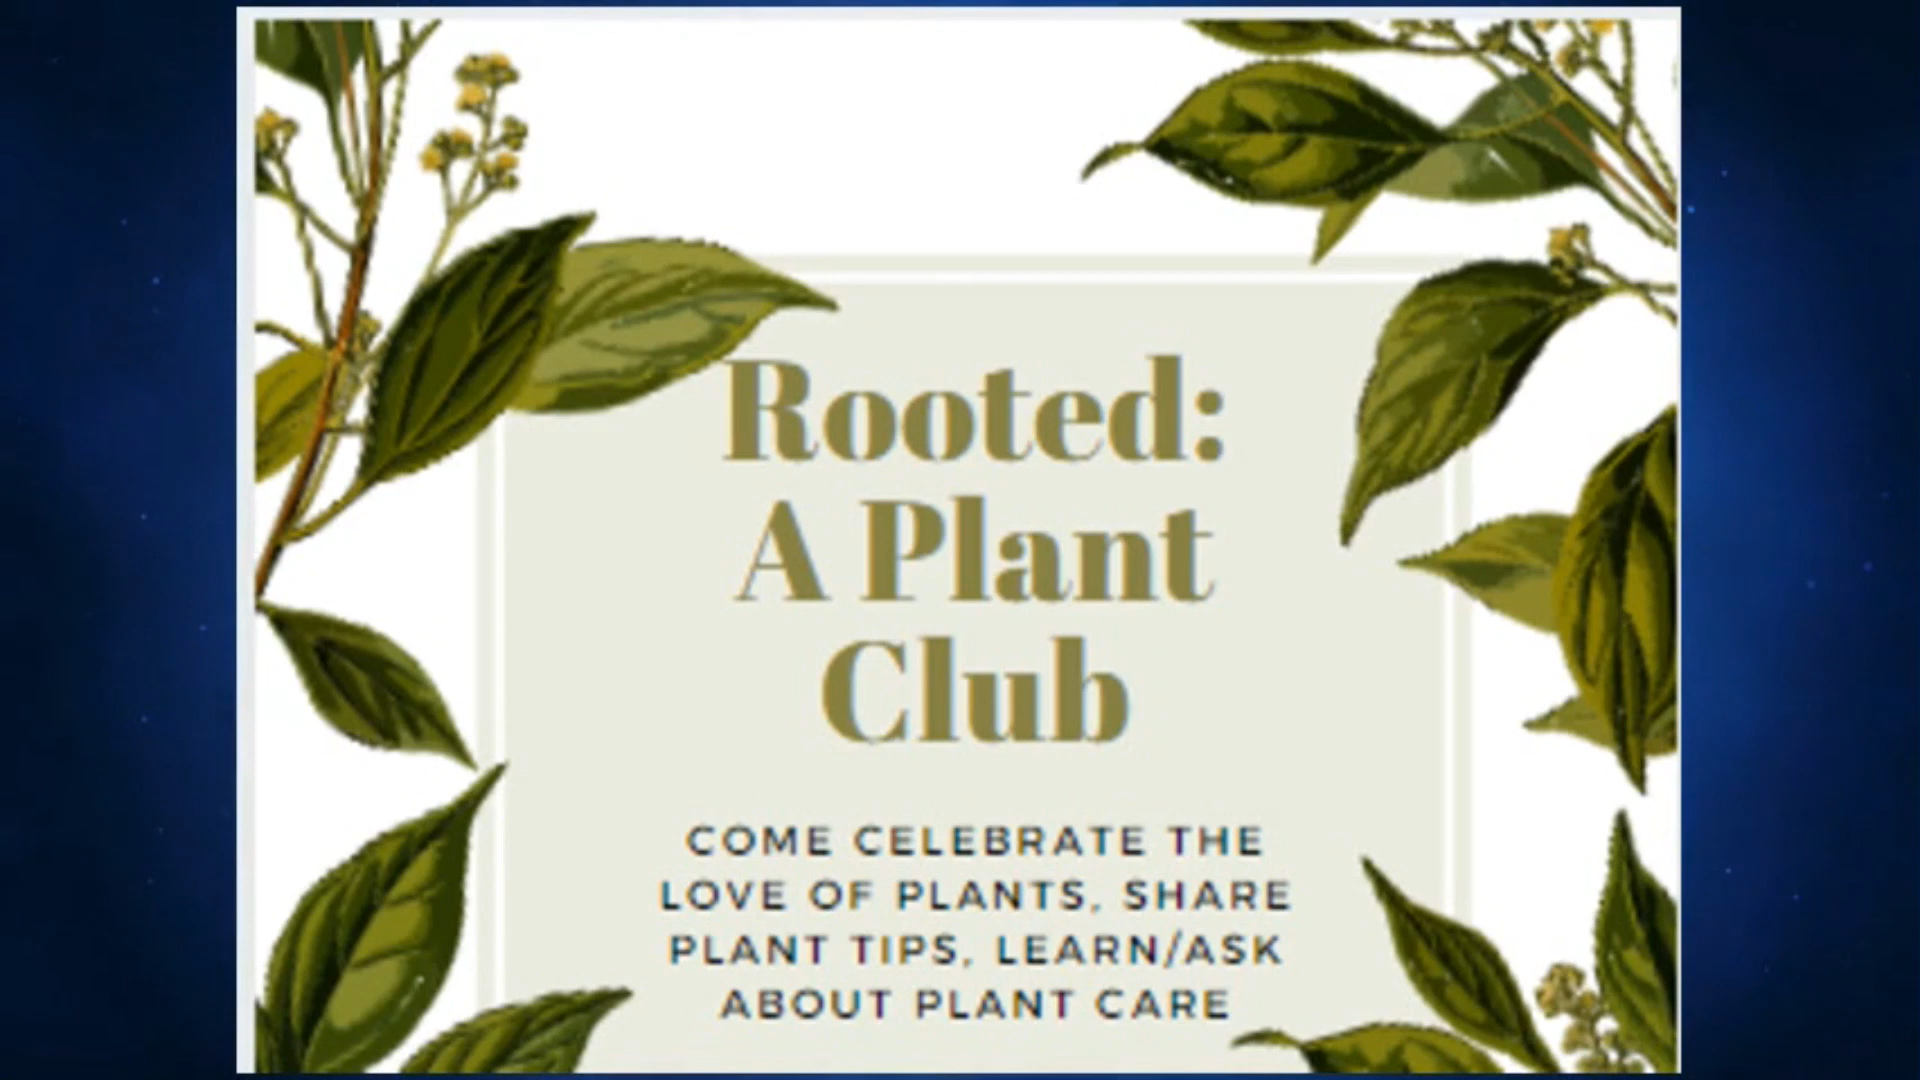 Rooted:
A Plant
Club
COME CELEBRATE THE
LOVE OF PLANTS, SHARE
PLANT TIPS, LEARN/ASK
ABOUT PLANT CARE